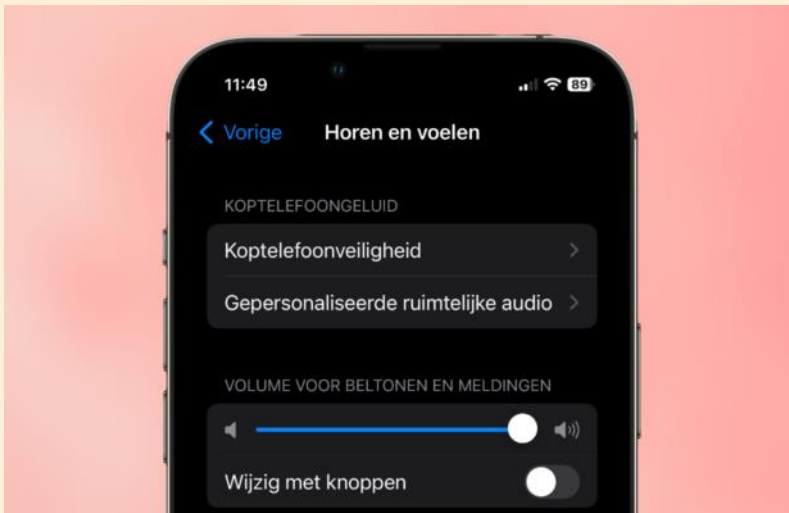 11:49
89
Vorige
Horen en voelen
KOPTELEFOONGELUID
Koptelefoonveiligheid
Gepersonaliseerde ruimtelijke audio
VOLUME VOOR BELTONEN EN MELDINGEN
Wijzig met knoppen